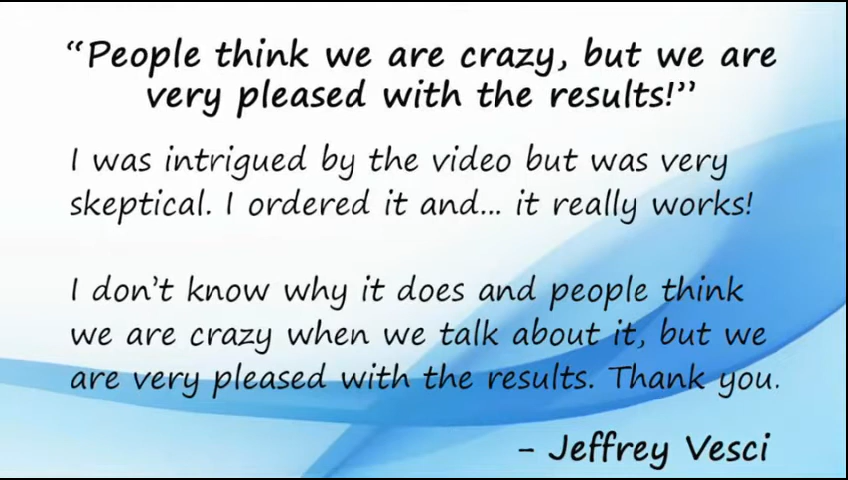 “People think we are crazy, but we are
very pleased with the results!”
I was intrigued by the video but was very
skeptical. I ordered it and... it really works!
I don’t know why it does and people think
we are crazy when we talk about it, but we
are very pleased with the results. Thank you.
- Jeffrey Vesci